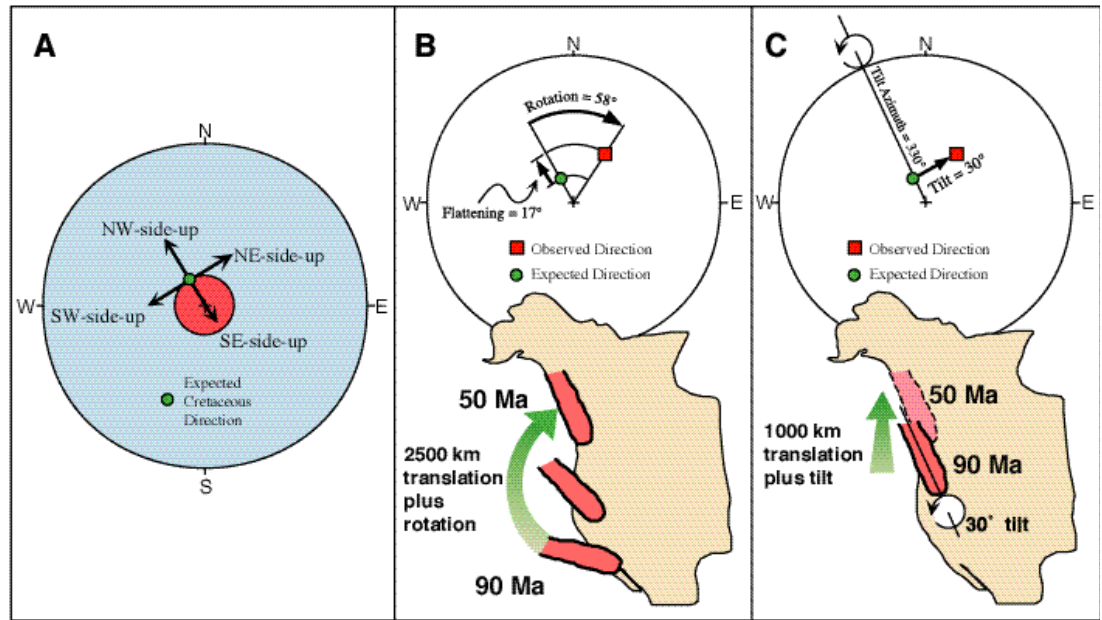 A
N
NW-side-up
NE-side-up
W
E
SW-side-up
SE-side-up
Expected
Cretaceous
Direction
S
B
N
Rotation = 58°
W
E
Flattening = 17°
Observed Direction
Expected Direction
50 Ma
2500 km
translation
plus
rotation
90 Ma
C
N
Tilt Azimuth = 330°
Tilt = 30°
W
E
Observed Direction
Expected Direction
50 Ma
1000 km
translation
plus tilt
90 Ma
30° tilt